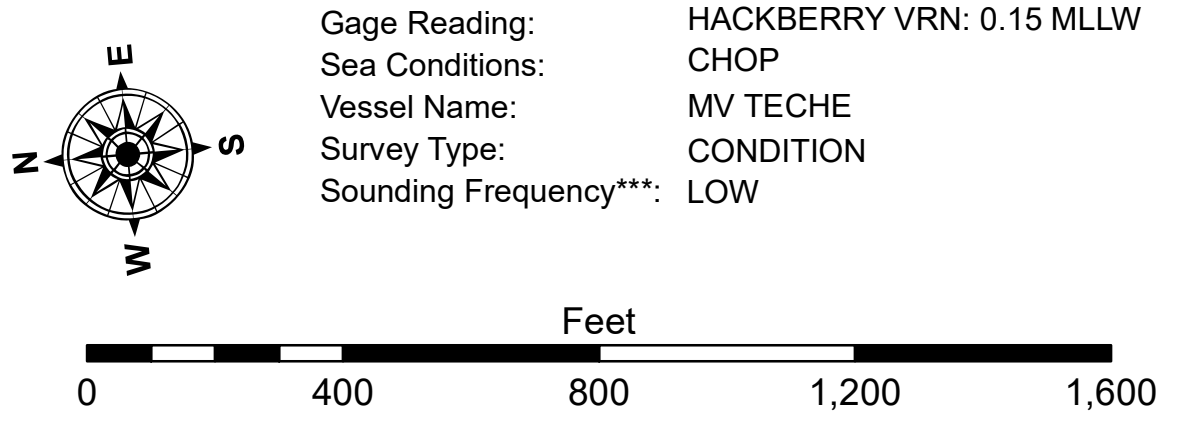 E
N
S
W
Gage Reading: HACKBERRY VRN: 0.15 MLLW
Sea Conditions: CHOP
Vessel Name: MV TECHE
Survey Type: CONDITION
Sounding Frequency***: LOW
Feet
0 400 800 1,200 1,600